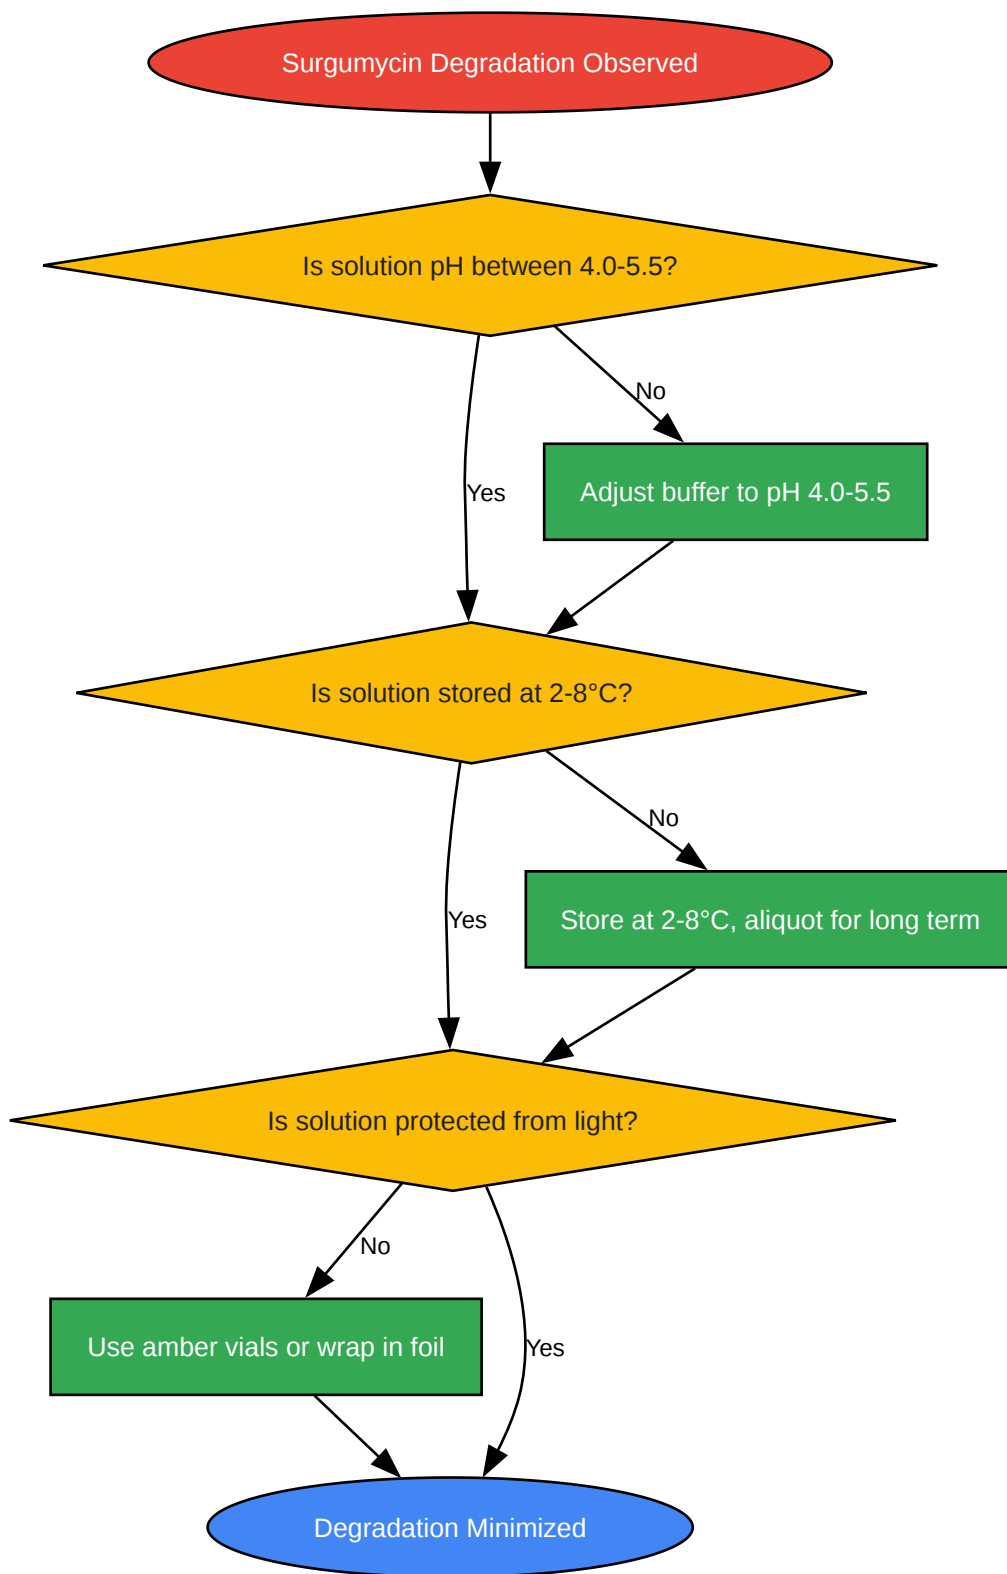 Surgumycin Degradation Observed
Is solution pH between 4.0-5.5?
No
Yes
Adjust buffer to pH 4.0-5.5
Is solution stored at 2-8°C?
No
Yes
Store at 2-8°C, aliquot for long term
Is solution protected from light?
No
Yes
Use amber vials or wrap in foil
Degradation Minimized